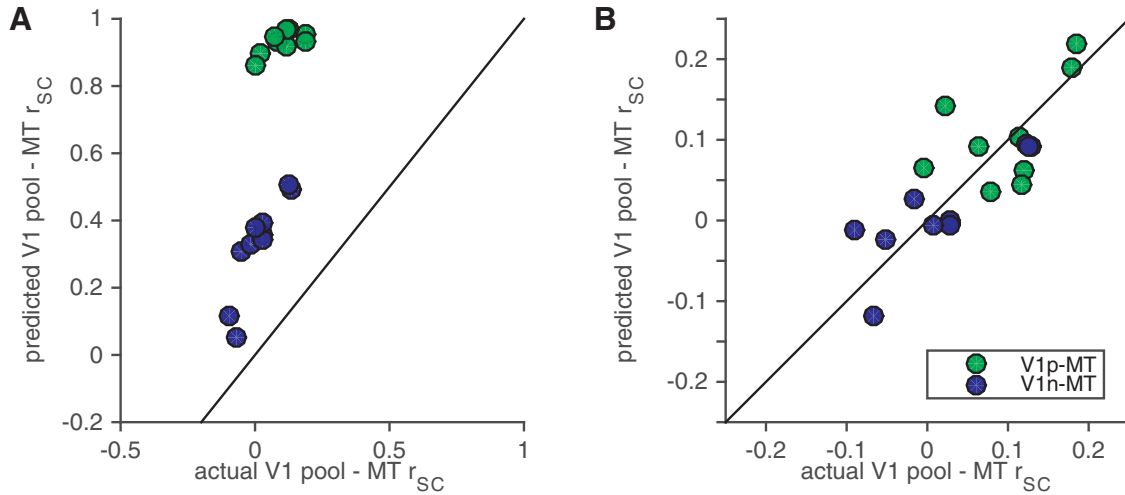 A
predicted V1 pool - MT rSC
1
0.8
0.6
0.4
0.2
0
-0.2
-0.5
0
0.5
1
actual V1 pool - MT rSC
B
predicted V1 pool - MT rSC
0.2
0.1
0
-0.1
-0.2
-0.2
-0.1
0
0.1
0.2
actual V1 pool - MT rSC
V1p-MT
V1n-MT